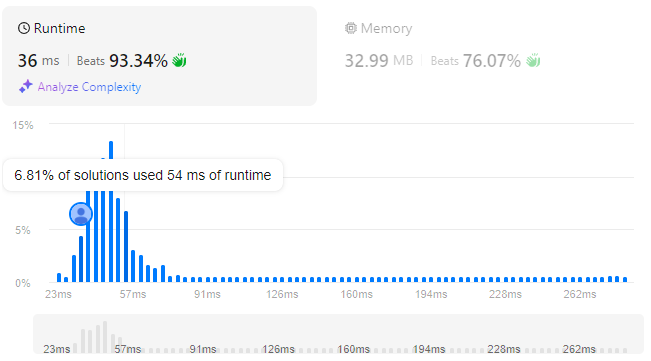 Runtime
Memory
36 ms Beats 93.34%
32.99 MB Beats 76.07%
Analyze Complexity
15%
6.81% of solutions used 54 ms of runtime
5%
0%
23ms 57ms 91ms 126ms 160ms 194ms 228ms 262ms
23ms 57ms 91ms 126ms 160ms 194ms 228ms 262ms